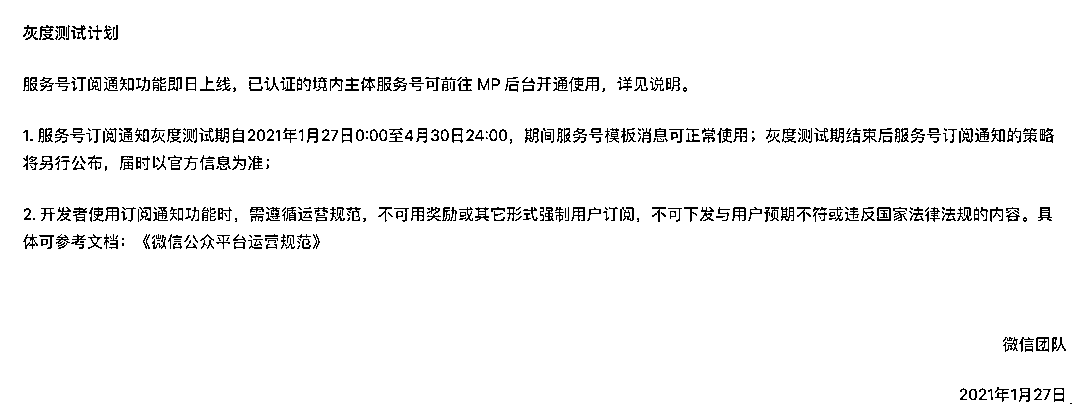 灰度测试计划
服务号订阅通知功能即日上线，已认证的境内主体服务号可前往 MP 后台开通使用，详见说明。
1. 服务号订阅通知灰度测试期自2021年1月27日0:00至4月30日24:00，期间服务号模板消息可正常使用；灰度测试期结束后服务号订阅通知的策略
将另行公布，届时以官方信息为准；
2. 开发者使用订阅通知功能时，需遵循运营规范，不可用奖励或其它形式强制用户订阅，不可下发与用户预期不符或违反国家法律法规的内容。具
体可参考文档：《微信公众平台运营规范》
微信团队
2021年1月27日